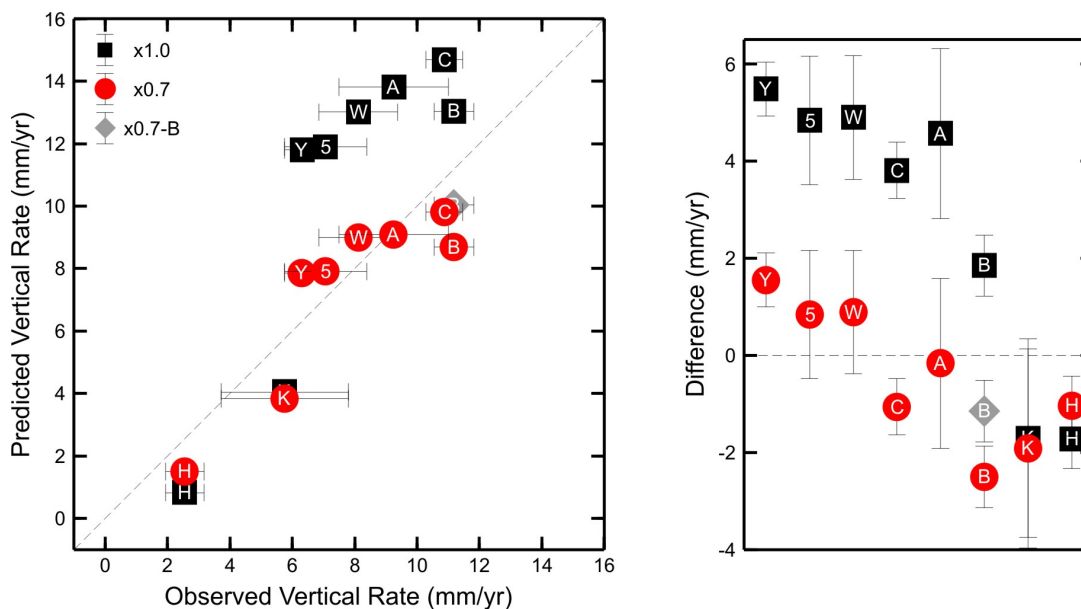 16
14
12
10
8
6
4
2
0
Predicted Vertical Rate (mm/yr)
x1.0
x0.7
x0.7-B
C
A
W
B
Y
5
C
W
A
B
Y
5
K
H
H
0
2
4
6
8
10
12
14
16
Observed Vertical Rate (mm/yr)
6
4
2
0
-2
-4
Difference (mm/yr)
Y
5
W
C
A
B
Y
5
W
A
C
B
B
K
K
H
H